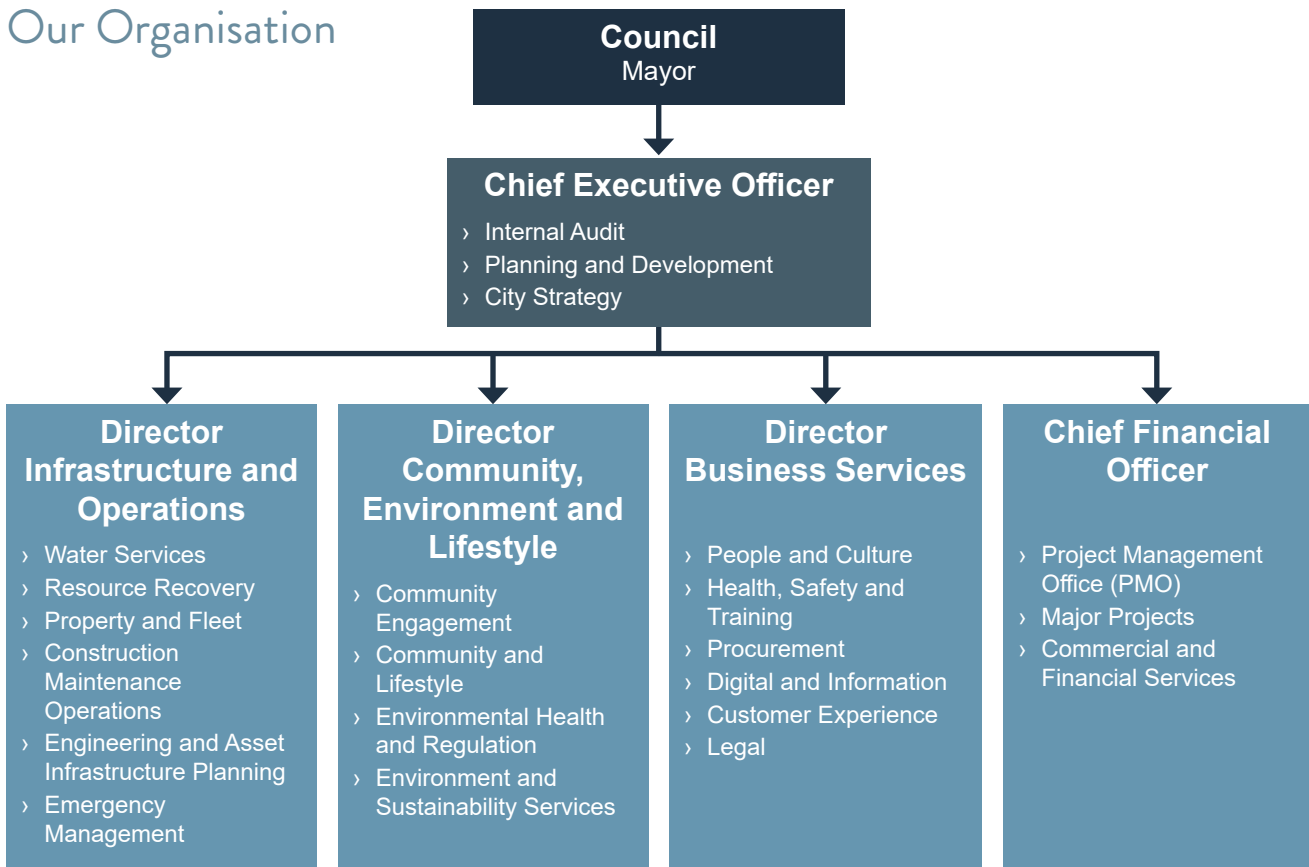 Our Organisation
Council
Mayor
Chief Executive Officer
› Internal Audit
› Planning and Development
› City Strategy
Director
Infrastructure and
Operations
› Water Services
› Resource Recovery
› Property and Fleet
› Construction
Maintenance
Operations
› Engineering and Asset
Infrastructure Planning
› Emergency
Management
Director
Community,
Environment and
Lifestyle
› Community
Engagement
› Community and
Lifestyle
› Environmental Health
and Regulation
› Environment and
Sustainability Services
Director
Business Services
› People and Culture
› Health, Safety and
Training
› Procurement
› Digital and Information
› Customer Experience
› Legal
Chief Financial
Officer
› Project Management
Office (PMO)
› Major Projects
› Commercial and
Financial Services